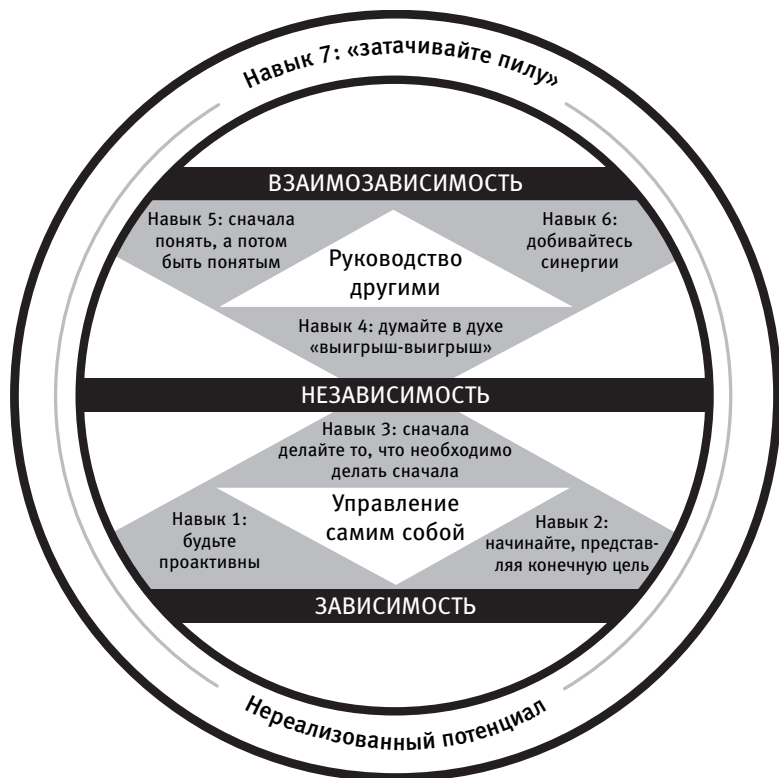 Навык 7: «затачивайте пилу»
ВЗАИМОЗАВИСИМОСТЬ
Навык 5: сначала
понять, а потом
быть понятым
Навык 6:
добивайтесь
синергии
Руководство
другими
Навык 4: думайте в духе
«выигрыш-выигрыш»
НЕЗАВИСИМОСТЬ
Навык 3: сначала
делайте то, что необходимо
делать сначала
Управление
самим собой
Навык 1:
будьте
проактивны
Навык 2:
начинайте, представ-
ляя конечную цель
ЗАВИСИМОСТЬ
Нереализованный потенциал